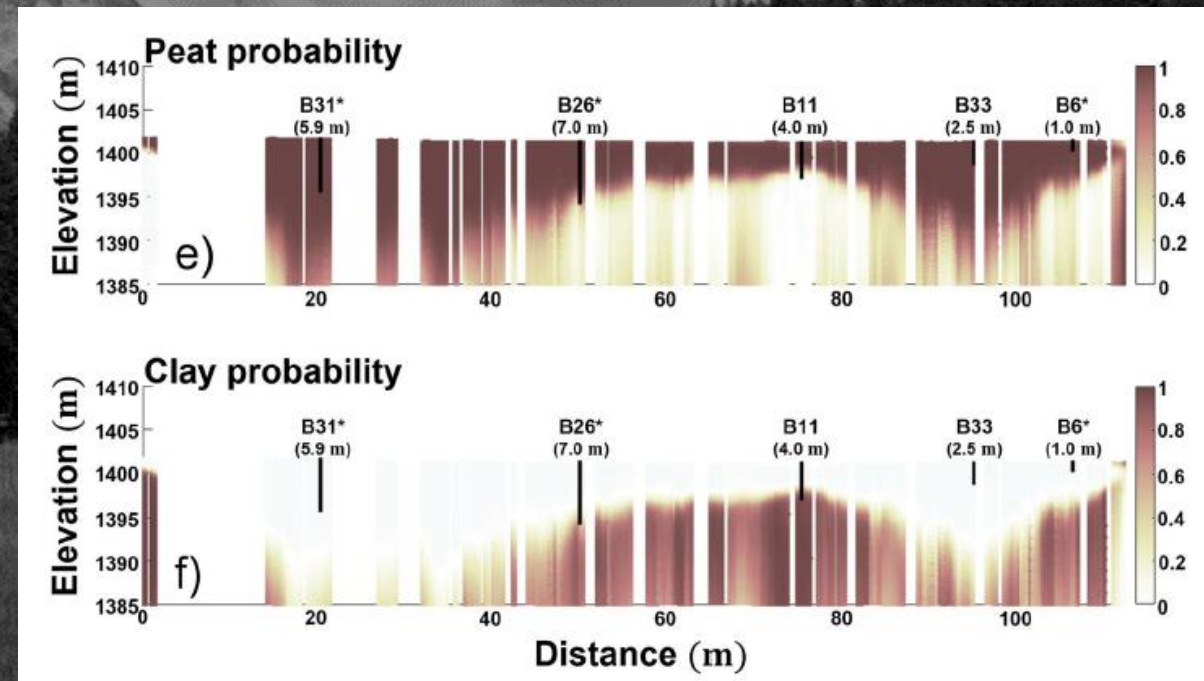 Peat probability
Elevation (m)
1410
1405
1400
1395
1390
1385
B31*
(5.9 m)
B26*
(7.0 m)
B11
(4.0 m)
B33
(2.5 m)
B6*
(1.0 m)
e)
0 20 40 60 80 100
1
0.8
0.6
0.4
0.2
0
Clay probability
Elevation (m)
1410
1405
1400
1395
1390
1385
B31*
(5.9 m)
B26*
(7.0 m)
B11
(4.0 m)
B33
(2.5 m)
B6*
(1.0 m)
f)
0 20 40 60 80 100
1
0.8
0.6
0.4
0.2
0
Distance (m)